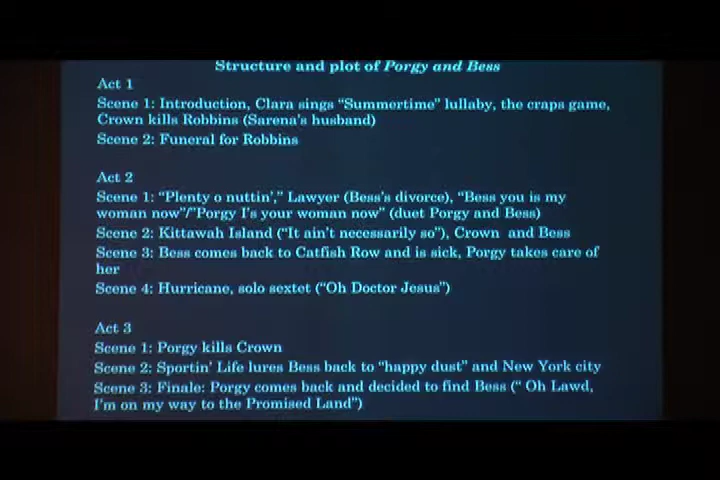 Structure and plot of Porgy and Bess
Act 1
Scene 1: Introduction, Clara sings “Summertime” lullaby, the craps game,
Crown kills Robbins (Sarena’s husband)
Scene 2: Funeral for Robbins
Act 2
Scene 1: “Plenty o nuttin’,” Lawyer (Bess’s divorce), “Bess you is my
woman now”/”Porgy I’s your woman now” (duet Porgy and Bess)
Scene 2: Kittawah Island (“It ain’t necessarily so”), Crown and Bess
Scene 3: Bess comes back to Catfish Row and is sick, Porgy takes care of
her
Scene 4: Hurricane, solo sextet (“Oh Doctor Jesus”)
Act 3
Scene 1: Porgy kills Crown
Scene 2: Sportin’ Life lures Bess back to “happy dust” and New York city
Scene 3: Finale: Porgy comes back and decided to find Bess (“ Oh Lawd,
I’m on my way to the Promised Land”)